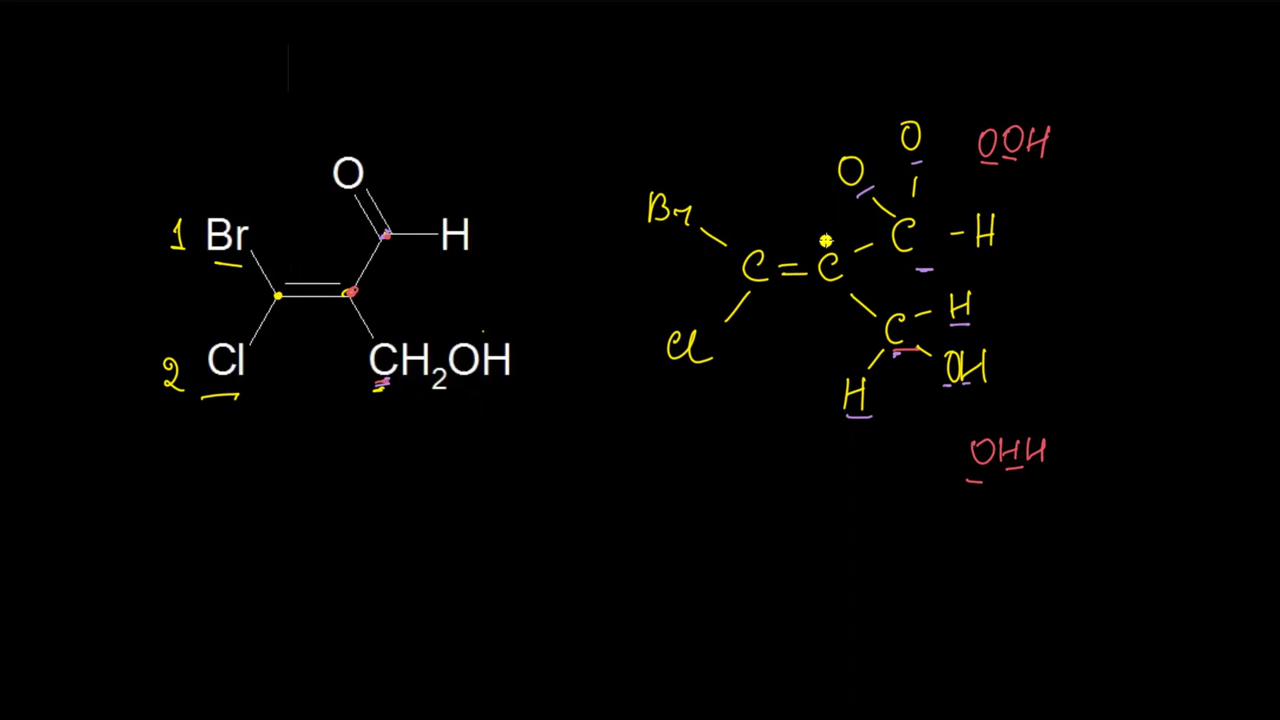 O
1 Br H
2 Cl CH2OH
O O OOH
Br C = C C - H
Cl C H
H OH
OHH